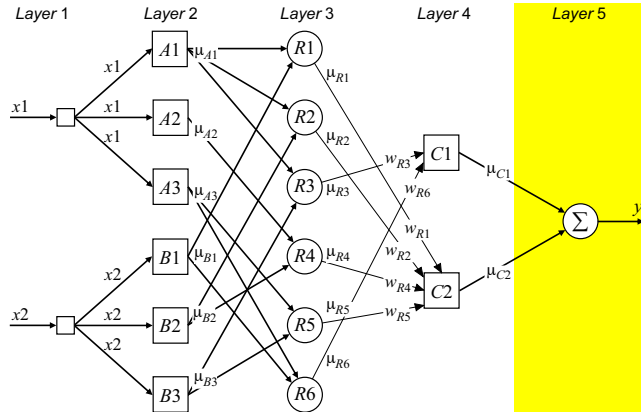 Layer 1 Layer 2 Layer 3 Layer 4 Layer 5
A1 μA1 R1
x1 μR1
x1 x1 A2 μA2 R2 μR2
x1 C1
wR3 μC1
A3 μA3 R3 μR3 wR6
y
Σ
B1 μB1 R4 μR4 wR1
x2 wR2 μC2
wR4 C2
x2 x2 B2 μB2 R5 μR5 wR5
x2
μR6
B3 μB3 R6